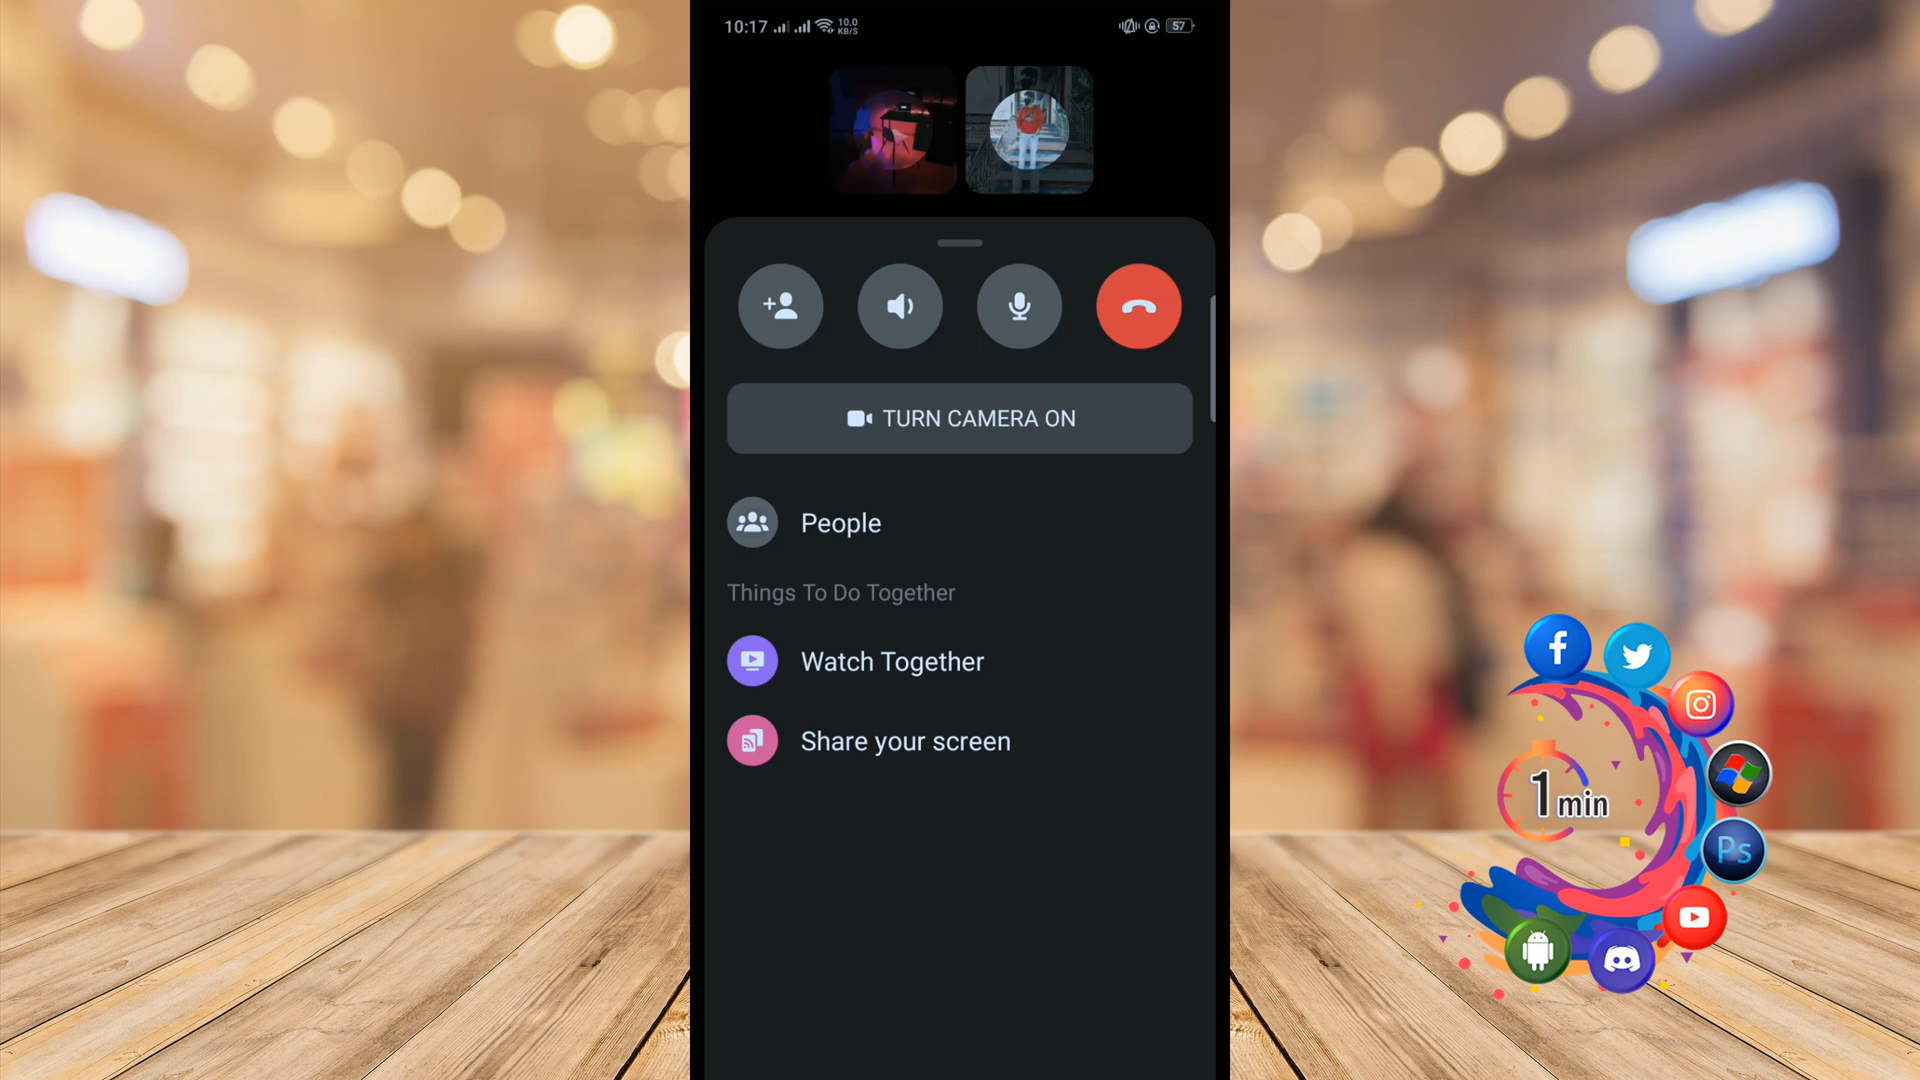 10:17 10.0 KB/S 57
TURN CAMERA ON
People
Things To Do Together
Watch Together
Share your screen
1 min
Ps